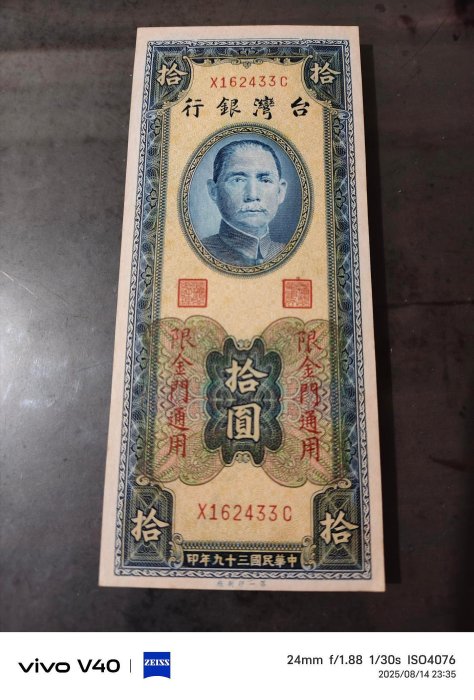 拾 拾
X162433C
行銀灣台
限金門通用
限金門通用
拾圓
X162433C
拾 拾
印年九十三國民華中
vivo V40 | ZEISS
24mm f/1.88 1/30s ISO4076
2025/08/14 23:35